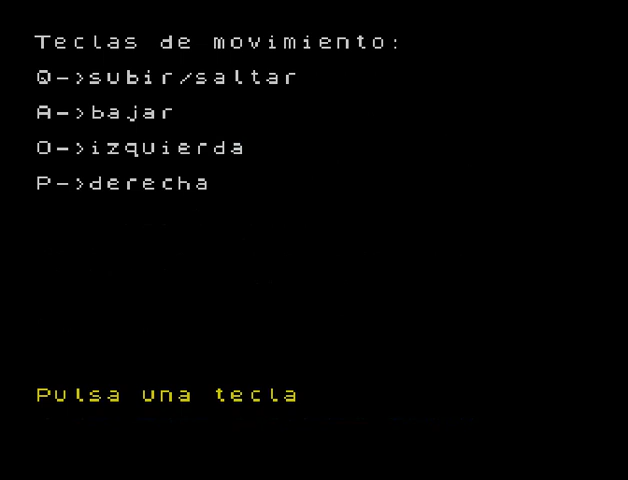 Teclas de movimiento:
Q->subir/saltar
A->bajar
O->izquierda
P->derecha
Pulsa una tecla